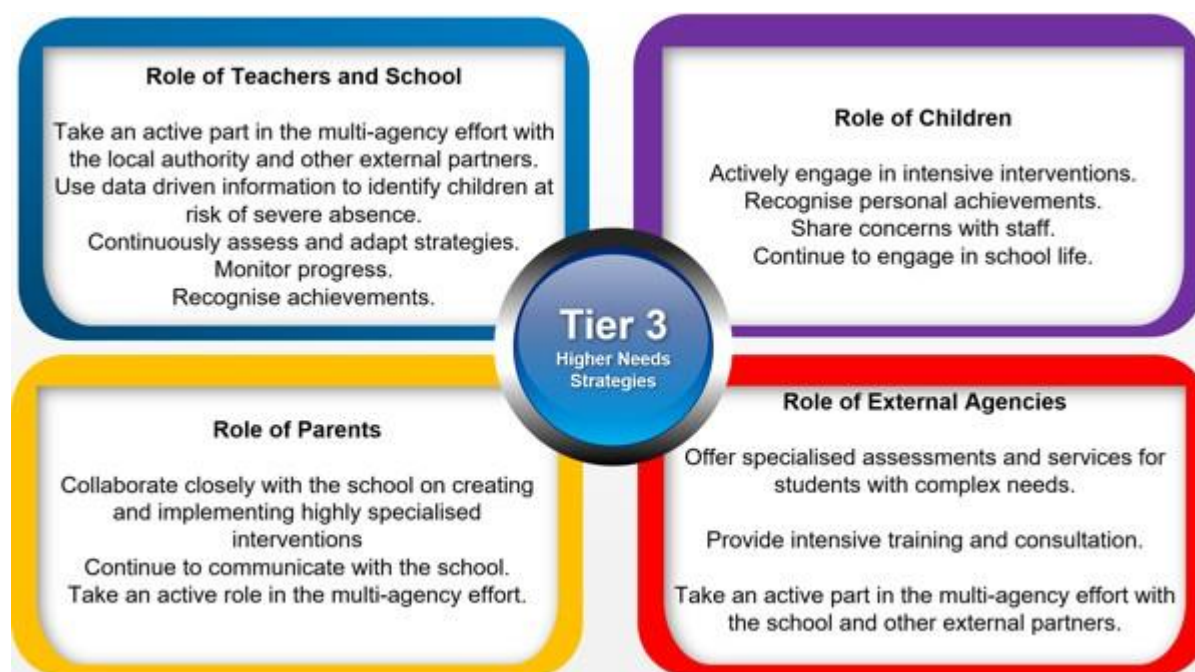 Role of Teachers and School
Take an active part in the multi-agency effort with
the local authority and other external partners.
Use data driven information to identify children at
risk of severe absence.
Continuously assess and adapt strategies.
Monitor progress.
Recognise achievements.
Role of Children
Actively engage in intensive interventions.
Recognise personal achievements.
Share concerns with staff.
Continue to engage in school life.
Tier 3
Higher Needs
Strategies
Role of Parents
Collaborate closely with the school on creating
and implementing highly specialised
interventions
Continue to communicate with the school.
Take an active role in the multi-agency effort.
Role of External Agencies
Offer specialised assessments and services for
students with complex needs.
Provide intensive training and consultation.
Take an active part in the multi-agency effort with
the school and other external partners.